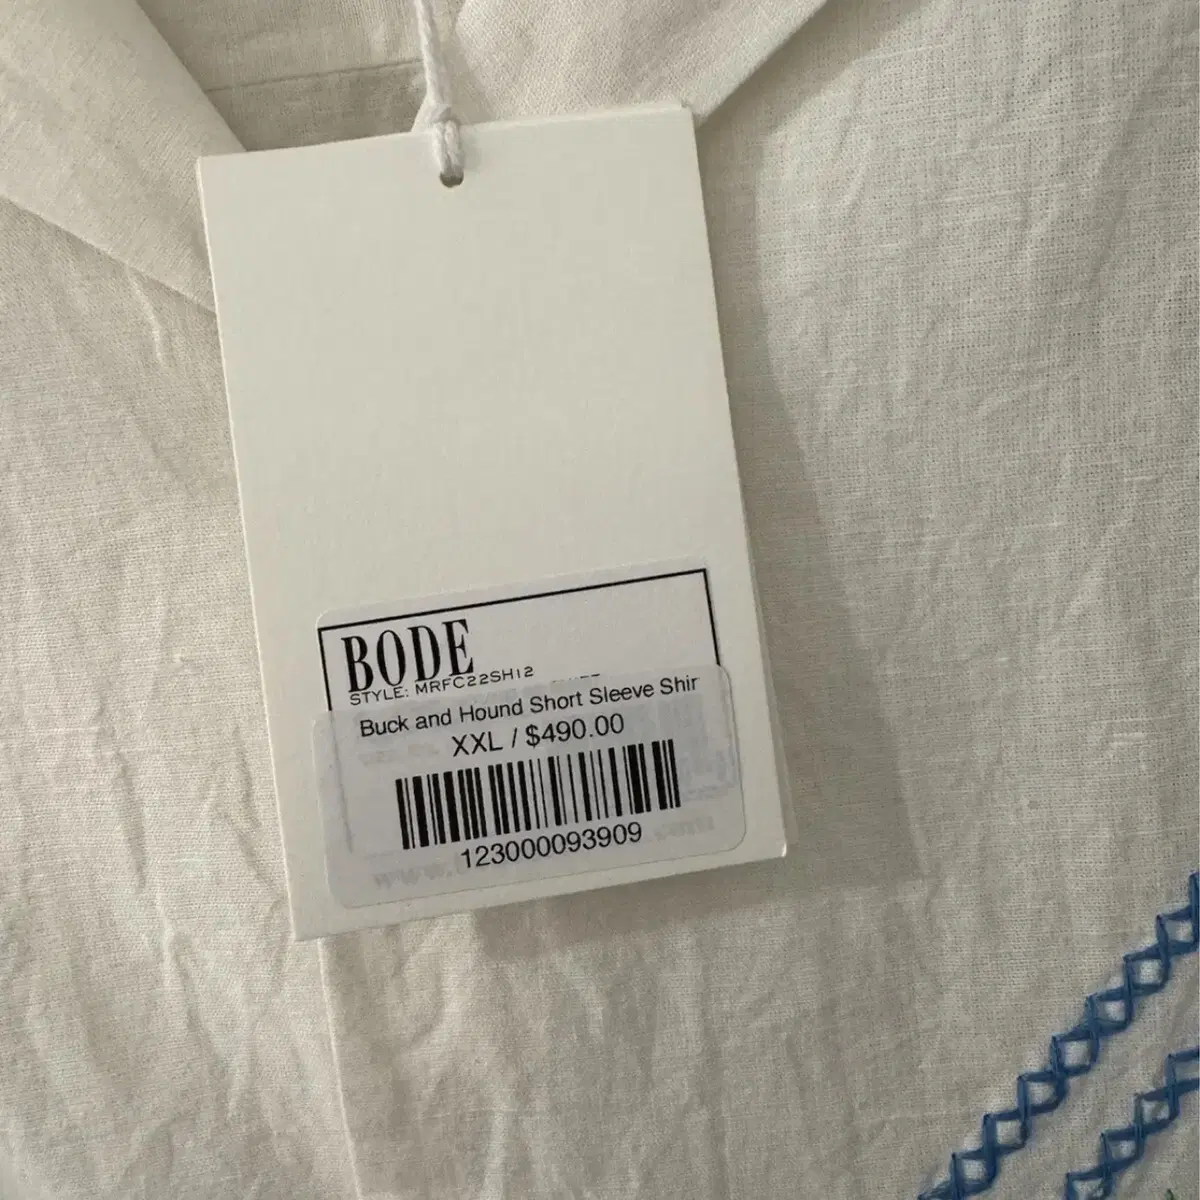 BODE
STYLE: MRFC22SH12
Buck and Hound Short Sleeve Shir
XXL / $490.00
123000093909